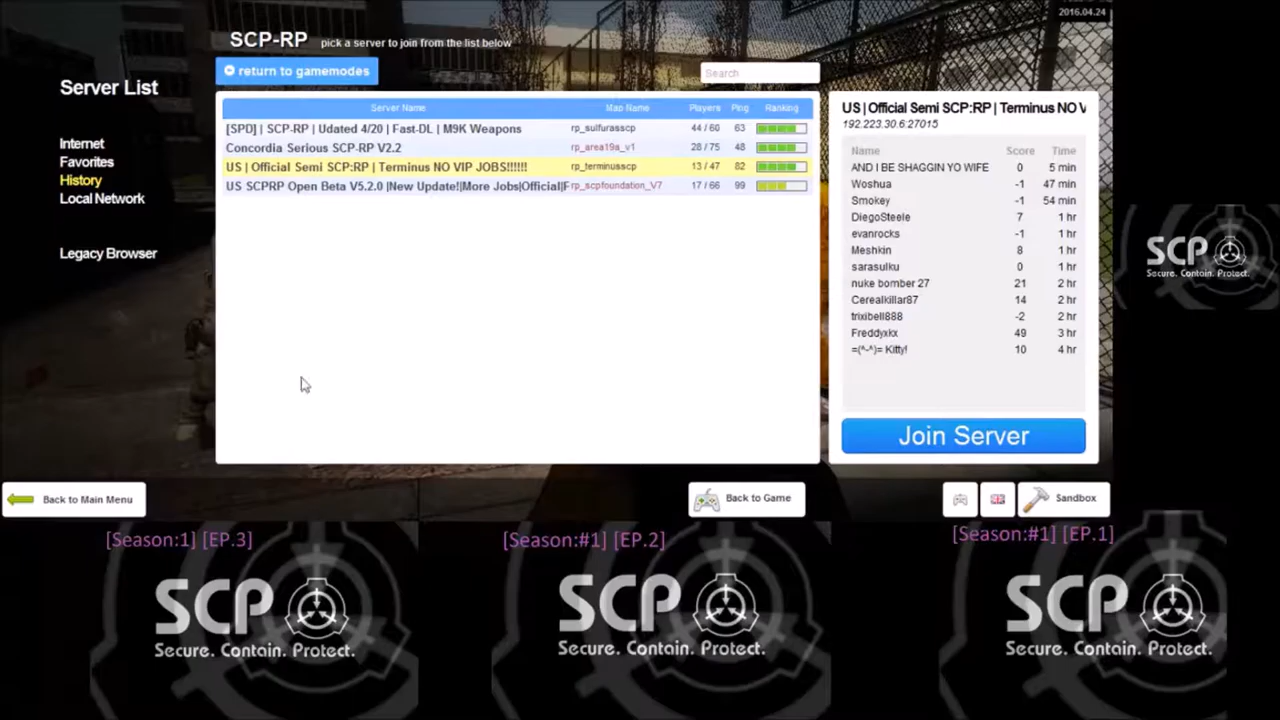 2016.04.24
SCP-RP pick a server to join from the list below
return to gamemodes
Search
Server List
Internet
Favorites
History
Local Network
Legacy Browser
Server Name Map Name Players Ping Ranking
[SPD] | SCP-RP | Udated 4/20 | Fast-DL | M9K Weapons rp_sulfurasscp 44 / 60 63
Concordia Serious SCP-RP V2.2 rp_area19a_v1 28 / 75 48
US | Official Semi SCP:RP | Terminus NO VIP JOBS!!!!!! rp_terminusscp 13 / 47 82
US SCPRP Open Beta V5.2.0 |New Update!|More Jobs|Official|F rp_scpfoundation_V7 17 / 66 99
US | Official Semi SCP:RP | Terminus NO V
192.223.30.6:27015
Name Score Time
AND I BE SHAGGIN YO WIFE 0 5 min
Woshua -1 47 min
Smokey -1 54 min
DiegoSteele 7 1 hr
evanrocks -1 1 hr
Meshkin 8 1 hr
sarasulku 0 1 hr
nuke bomber 27 21 2 hr
Cerealkillar87 14 2 hr
trixibell888 -2 2 hr
Freddyxkx 49 3 hr
=(^-^)= Kitty! 10 4 hr
Join Server
SCP
Secure. Contain. Protect.
Back to Main Menu
Back to Game
Sandbox
[Season:1] [EP.3]
SCP
Secure. Contain. Protect.
[Season:#1] [EP.2]
SCP
Secure. Contain. Protect.
[Season:#1] [EP.1]
SCP
Secure. Contain. Protect.